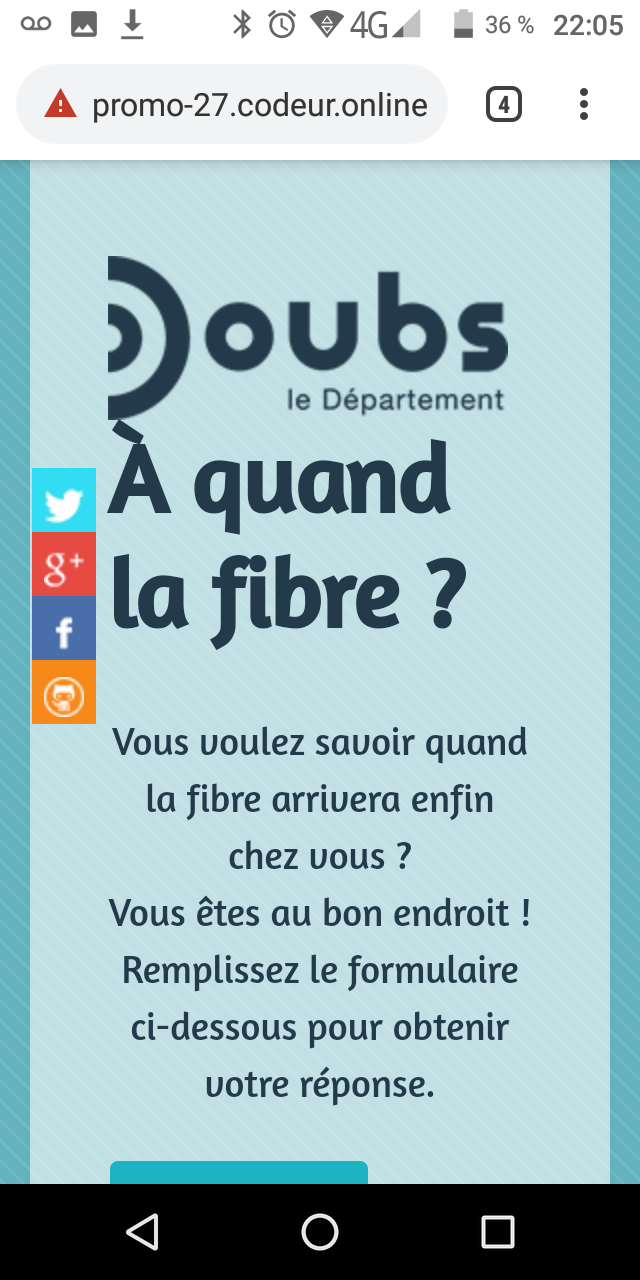 4G 36 % 22:05
promo-27.codeur.online
4
Doubs
le Département
À quand
la fibre ?
g+
f
Vous voulez savoir quand
la fibre arrivera enfin
chez vous ?
Vous êtes au bon endroit !
Remplissez le formulaire
ci-dessous pour obtenir
votre réponse.